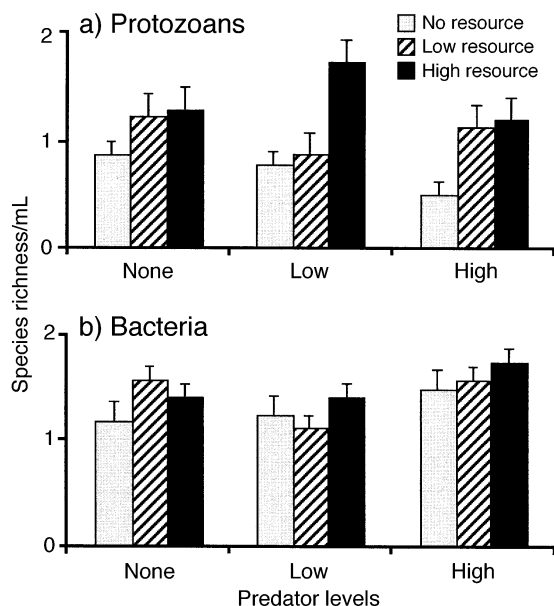 a) Protozoans
No resource
Low resource
High resource
2
1
0
None Low High
Species richness/mL
b) Bacteria
2
1
0
None Low High
Predator levels